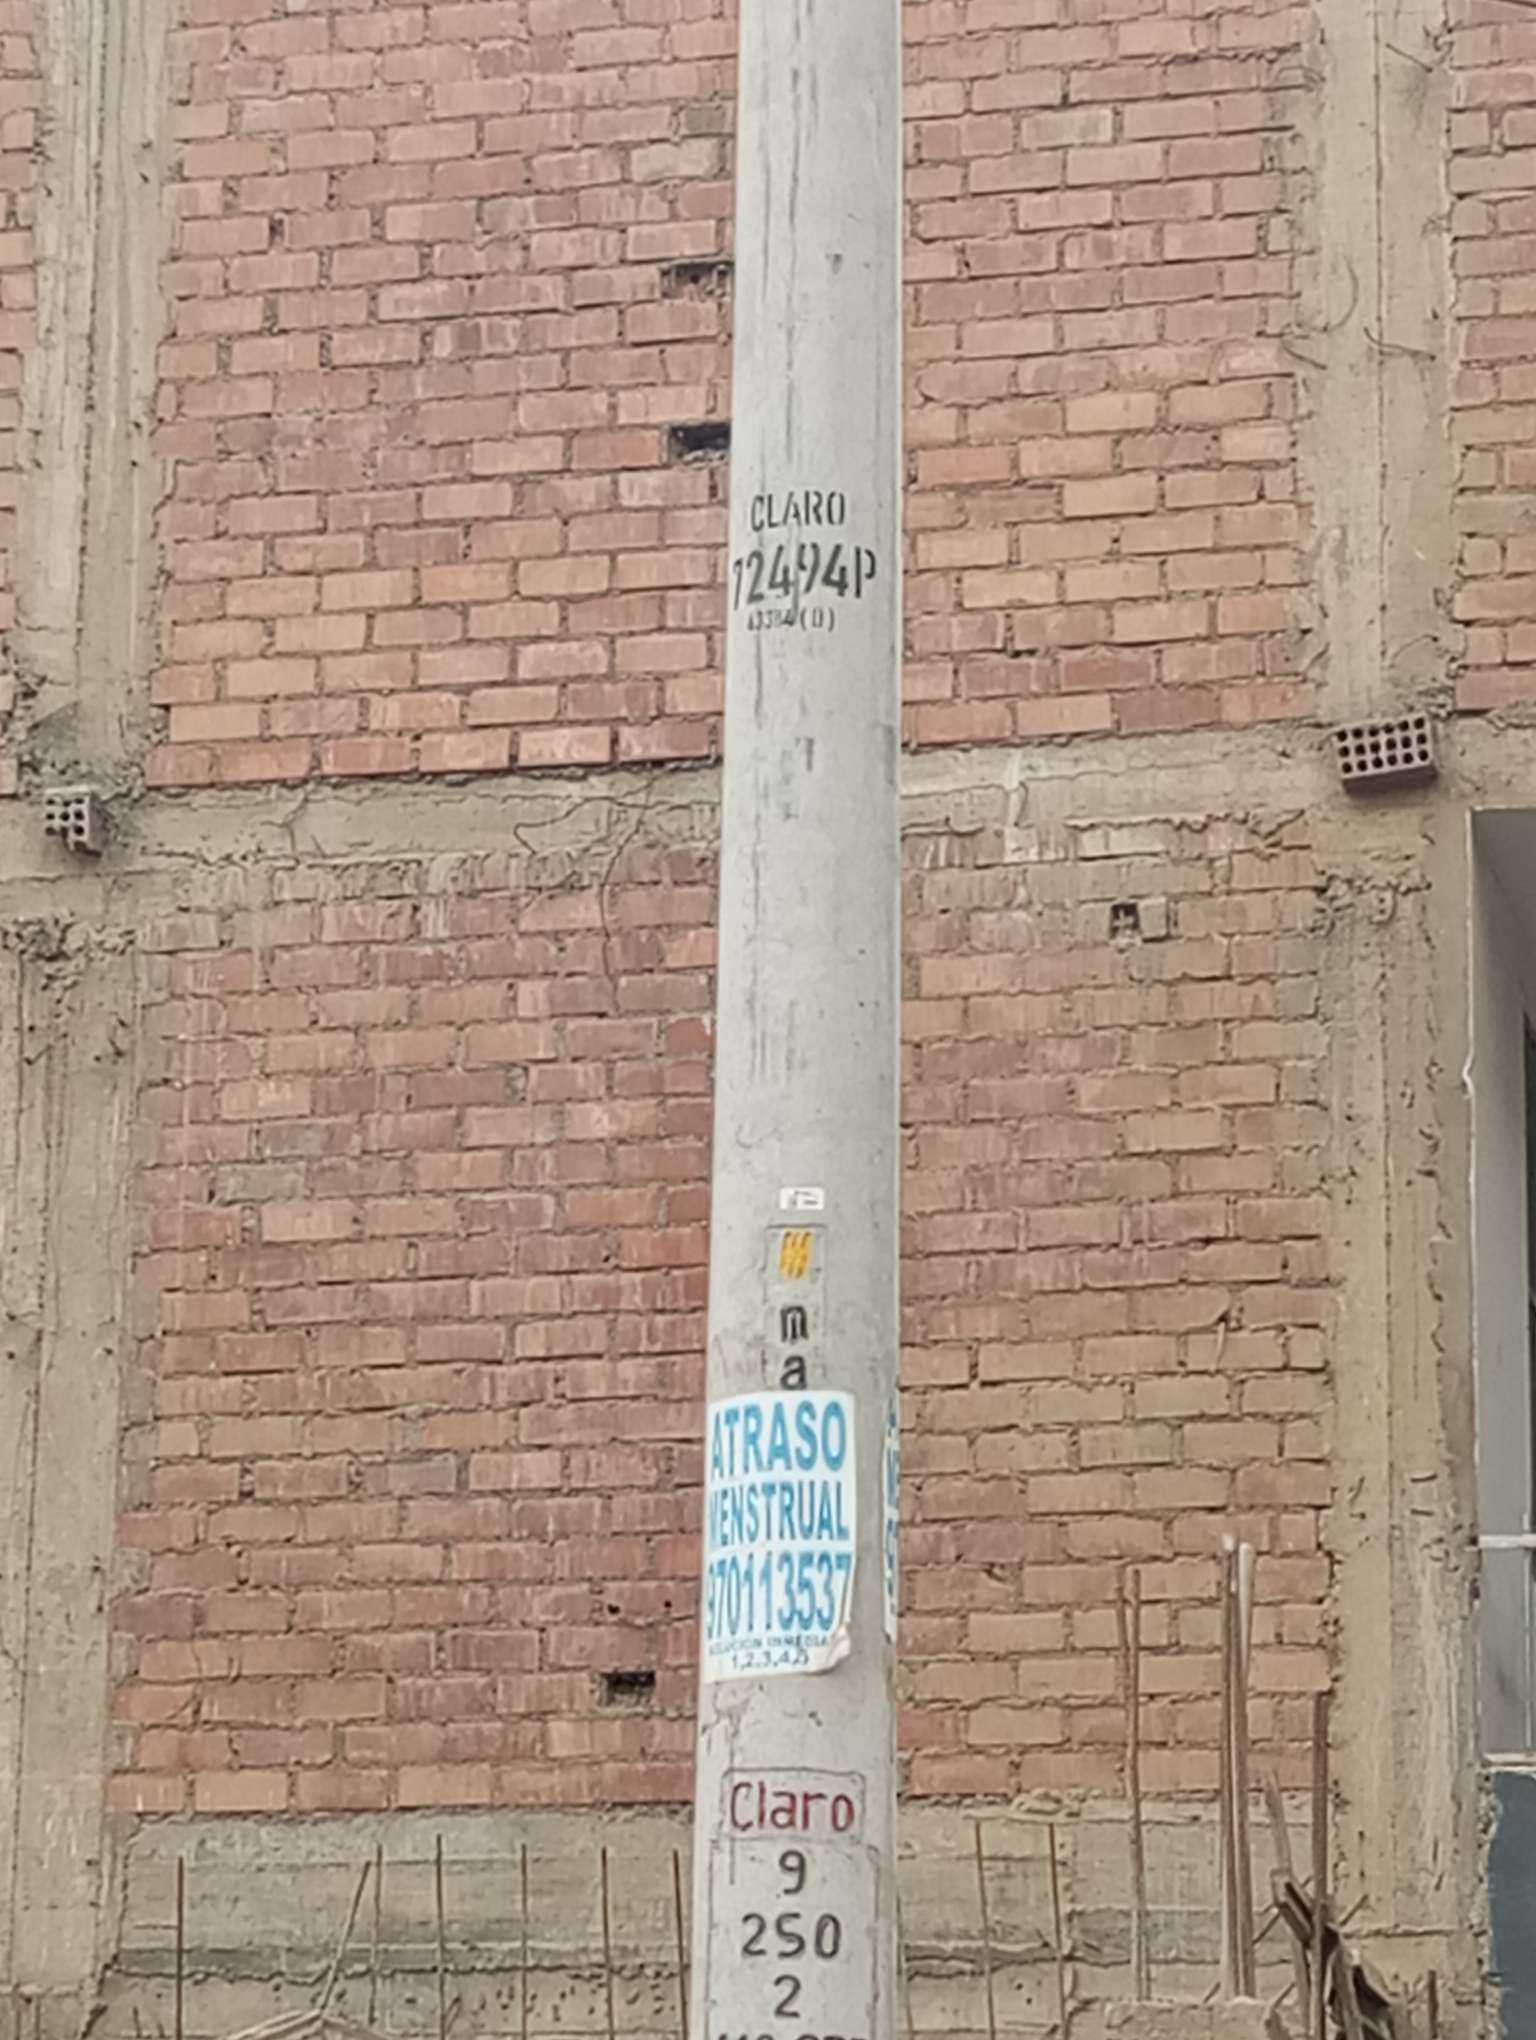 CLARO
72494P
m
a
ATRASO
MENSTRUAL
970113537
1,2,3,4,5
Claro
9
250
2